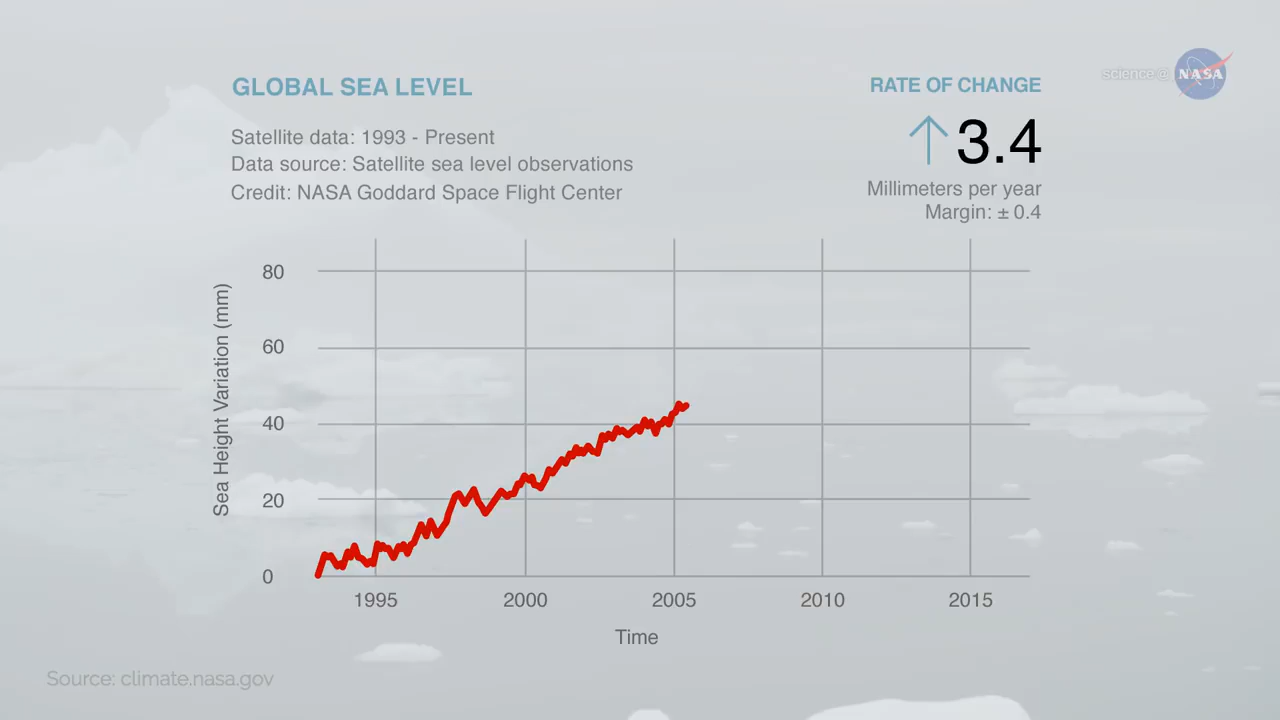 GLOBAL SEA LEVEL
Satellite data: 1993 - Present
Data source: Satellite sea level observations
Credit: NASA Goddard Space Flight Center
RATE OF CHANGE
↑ 3.4
Millimeters per year
Margin: ± 0.4
science@ NASA
Sea Height Variation (mm)
80
60
40
20
0
1995 2000 2005 2010 2015
Time
Source: climate.nasa.gov